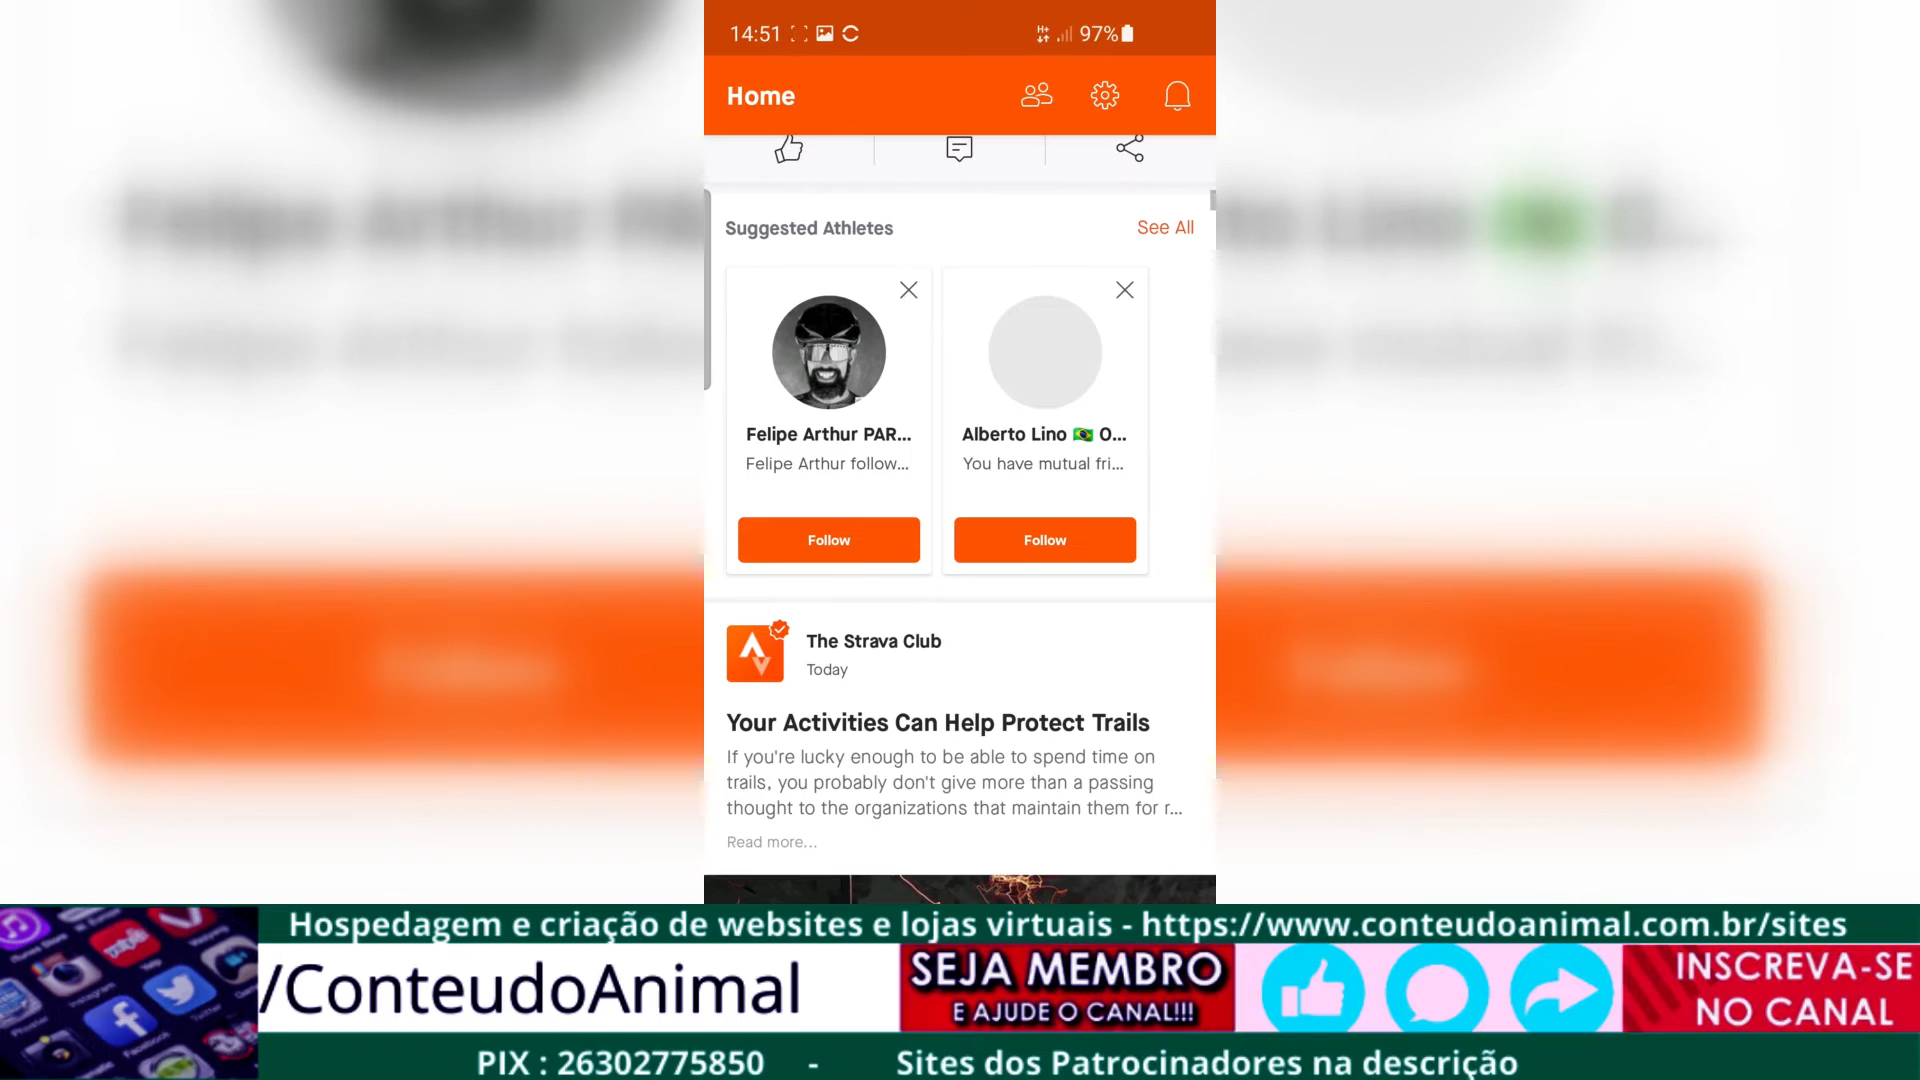 14:51
97%
Home
Suggested Athletes
See All
Felipe Arthur PAR...
Alberto Lino 🇧🇷 O...
Felipe Arthur follow...
You have mutual fri...
Follow
Follow
The Strava Club
Today
Your Activities Can Help Protect Trails
If you're lucky enough to be able to spend time on
trails, you probably don't give more than a passing
thought to the organizations that maintain them for r...
Read more...
Hospedagem e criação de websites e lojas virtuais - https://www.conteudoanimal.com.br/sites
/ConteudoAnimal
SEJA MEMBRO
E AJUDE O CANAL!!!
INSCREVA-SE
NO CANAL
PIX : 26302775850 - Sites dos Patrocinadores na descrição